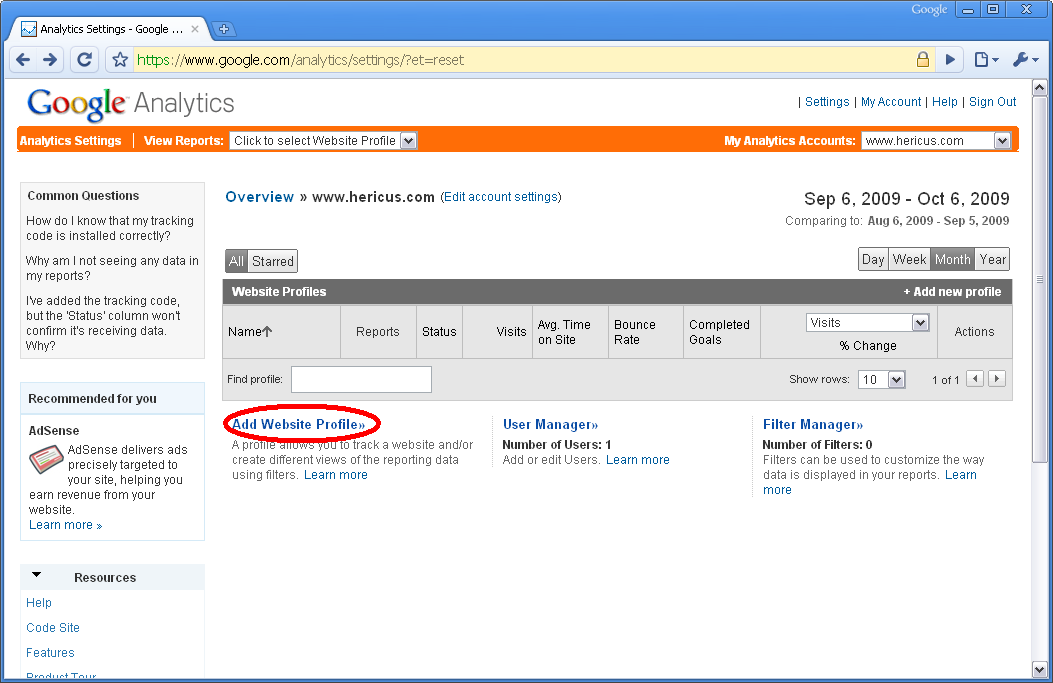 Google
Analytics Settings - Google ...
https://www.google.com/analytics/settings/?et=reset
Google Analytics
| Settings | My Account | Help | Sign Out
Analytics Settings View Reports: Click to select Website Profile My Analytics Accounts: www.hericus.com
Common Questions
How do I know that my tracking
code is installed correctly?
Why am I not seeing any data in
my reports?
I've added the tracking code,
but the 'Status' column won't
confirm it's receiving data.
Why?
Recommended for you
AdSense
AdSense delivers ads
precisely targeted to
your site, helping you
earn revenue from your
website.
Learn more »
Resources
Help
Code Site
Features
Product Tour
Overview » www.hericus.com (Edit account settings)
Sep 6, 2009 - Oct 6, 2009
Comparing to: Aug 6, 2009 - Sep 5, 2009
All Starred
Day Week Month Year
Website Profiles
+ Add new profile
Name Reports Status Visits Avg. Time
on Site
Bounce
Rate
Completed
Goals
Visits
% Change
Actions
Find profile:
Show rows: 10 1 of 1
Add Website Profile»
A profile allows you to track a website and/or
create different views of the reporting data
using filters. Learn more
User Manager»
Number of Users: 1
Add or edit Users. Learn more
Filter Manager»
Number of Filters: 0
Filters can be used to customize the way
data is displayed in your reports. Learn
more